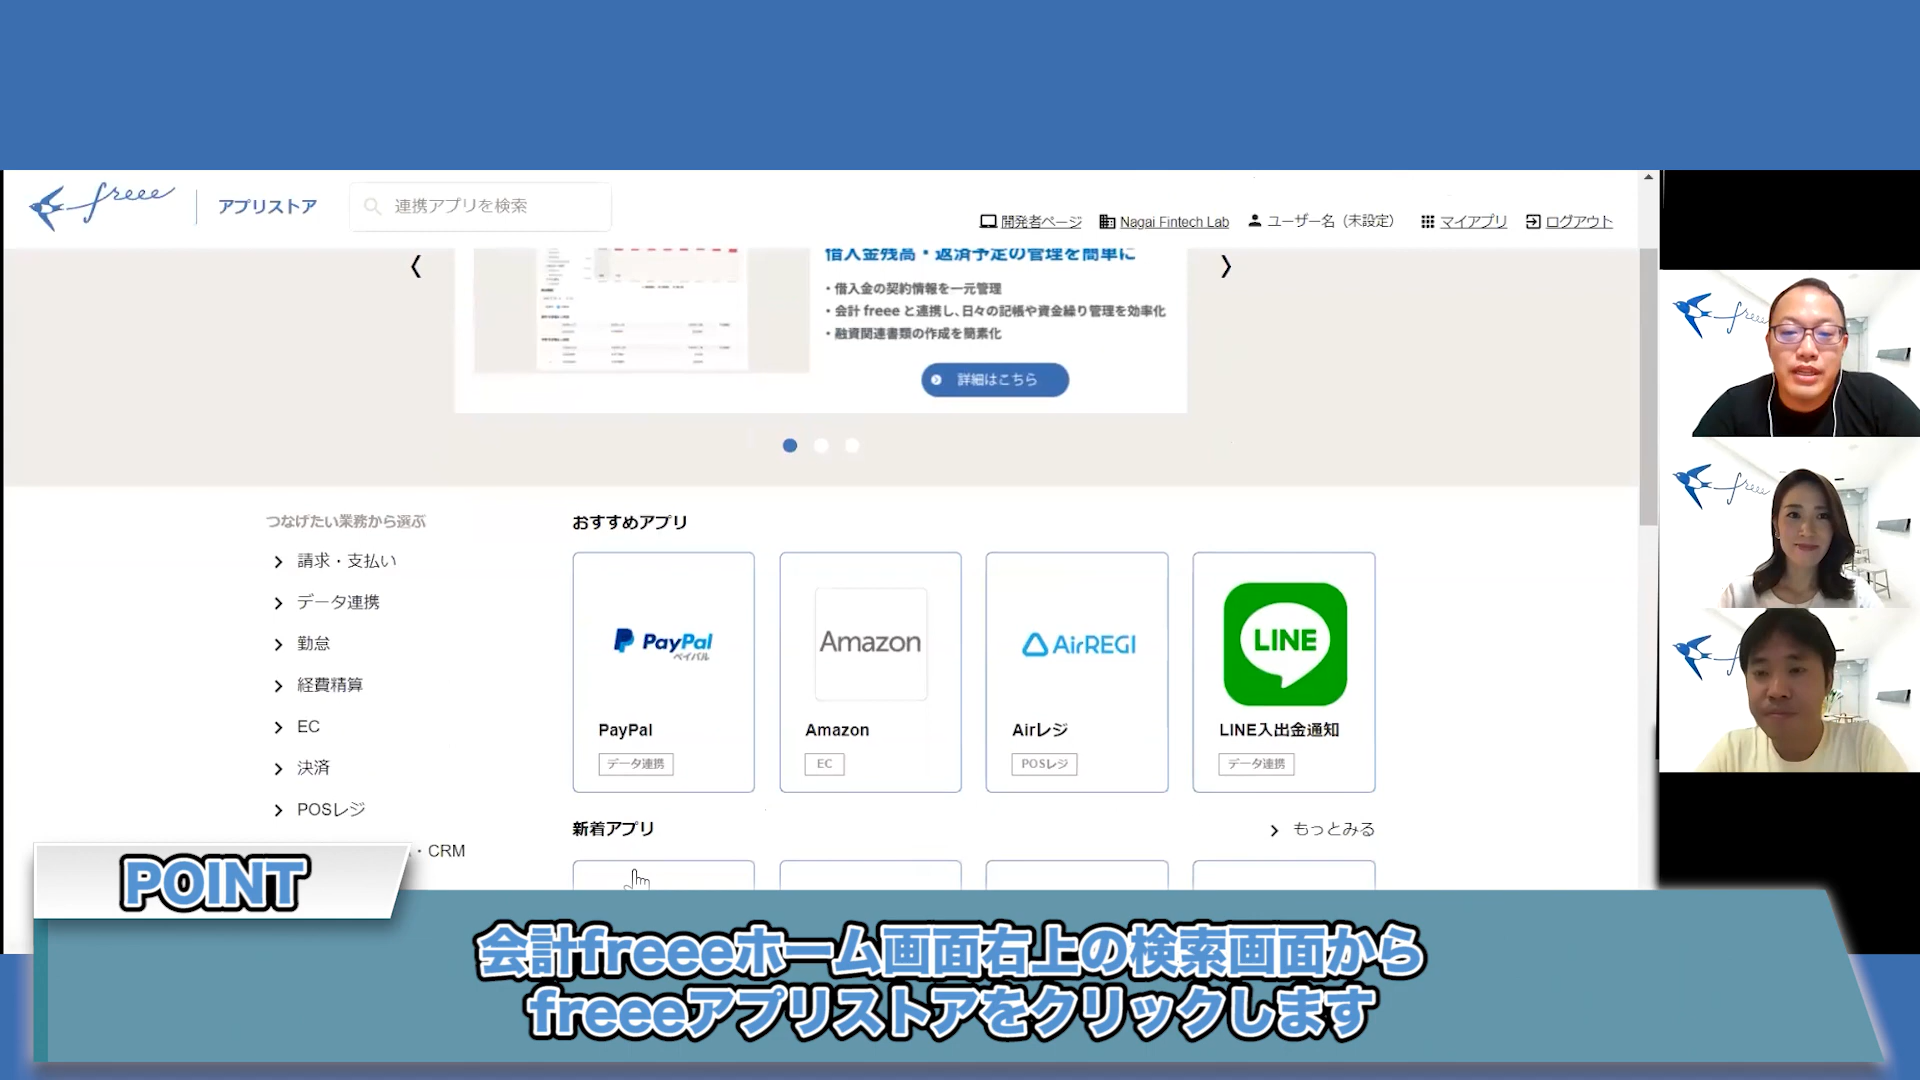 freee
アプリストア
連携アプリを検索
開発者ページ
Nagai Fintech Lab
ユーザー名（未設定）
マイアプリ
ログアウト
借入金残高・返済予定の管理を簡単に
・借入金の契約情報を一元管理
・会計 freee と連携し、日々の記帳や資金繰り管理を効率化
・融資関連書類の作成を簡素化
詳細はこちら
つなげたい業務から選ぶ
請求・支払い
データ連携
勤怠
経費精算
EC
決済
POSレジ
・CRM
おすすめアプリ
PayPal
ペイパル
PayPal
データ連携
Amazon
Amazon
EC
AirREGI
Airレジ
POSレジ
LINE
LINE入出金通知
データ連携
新着アプリ
もっとみる
freee
freee
POINT
会計freeeホーム画面右上の検索画面から
freeeアプリストアをクリックします